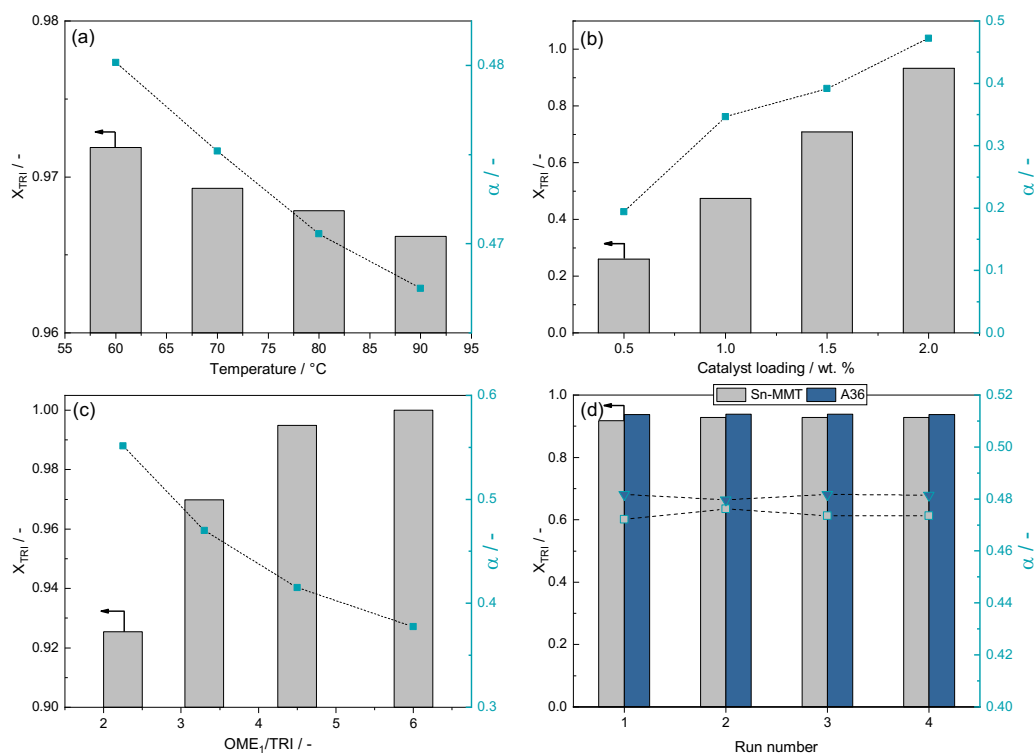 (a)
0.98
0.97
0.96
X_TRI / -
0.48
0.47
α / -
55 60 65 70 75 80 85 90 95
Temperature / °C
(b)
1.0
0.8
0.6
0.4
0.2
0.0
X_TRI / -
0.5
0.4
0.3
0.2
0.1
0.0
α / -
0.5 1.0 1.5 2.0
Catalyst loading / wt. %
(c)
1.00
0.98
0.96
0.94
0.92
0.90
X_TRI / -
0.6
0.5
0.4
0.3
α / -
2 3 4 5 6
OME₁/TRI / -
(d)
Sn-MMT A36
1.0
0.8
0.6
0.4
0.2
0.0
X_TRI / -
0.52
0.50
0.48
0.46
0.44
0.42
0.40
α / -
1 2 3 4
Run number